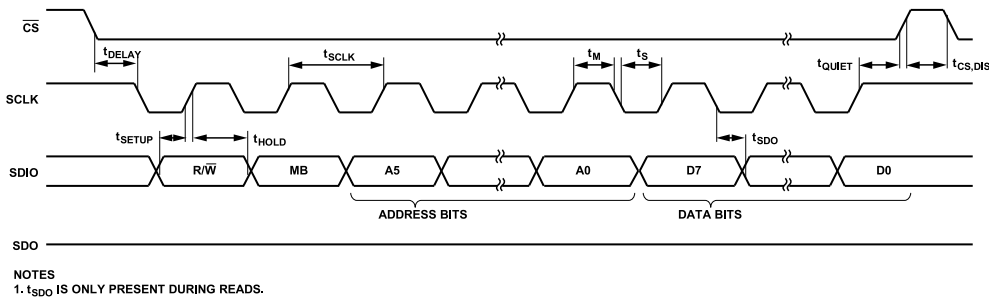 CS
tDELAY
tSCLK
tM
tS
tQUIET
tCS,DIS
SCLK
tSETUP
tHOLD
tSDO
SDIO
R/W
MB
A5
A0
D7
D0
ADDRESS BITS
DATA BITS
SDO
NOTES
1. tSDO IS ONLY PRESENT DURING READS.